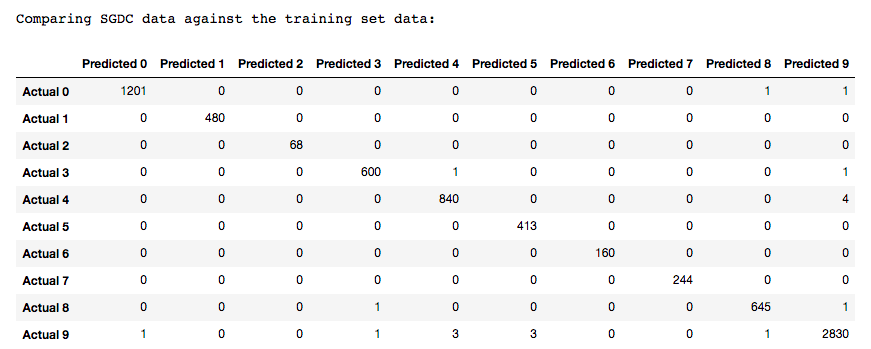 Comparing SGDC data against the training set data:
Predicted 0 Predicted 1 Predicted 2 Predicted 3 Predicted 4 Predicted 5 Predicted 6 Predicted 7 Predicted 8 Predicted 9
Actual 0 1201 0 0 0 0 0 0 0 1 1
Actual 1 0 480 0 0 0 0 0 0 0 0
Actual 2 0 0 68 0 0 0 0 0 0 0
Actual 3 0 0 0 600 1 0 0 0 0 1
Actual 4 0 0 0 0 840 0 0 0 0 4
Actual 5 0 0 0 0 0 413 0 0 0 0
Actual 6 0 0 0 0 0 0 160 0 0 0
Actual 7 0 0 0 0 0 0 0 244 0 0
Actual 8 0 0 0 1 0 0 0 0 645 1
Actual 9 1 0 0 1 3 3 0 0 1 2830